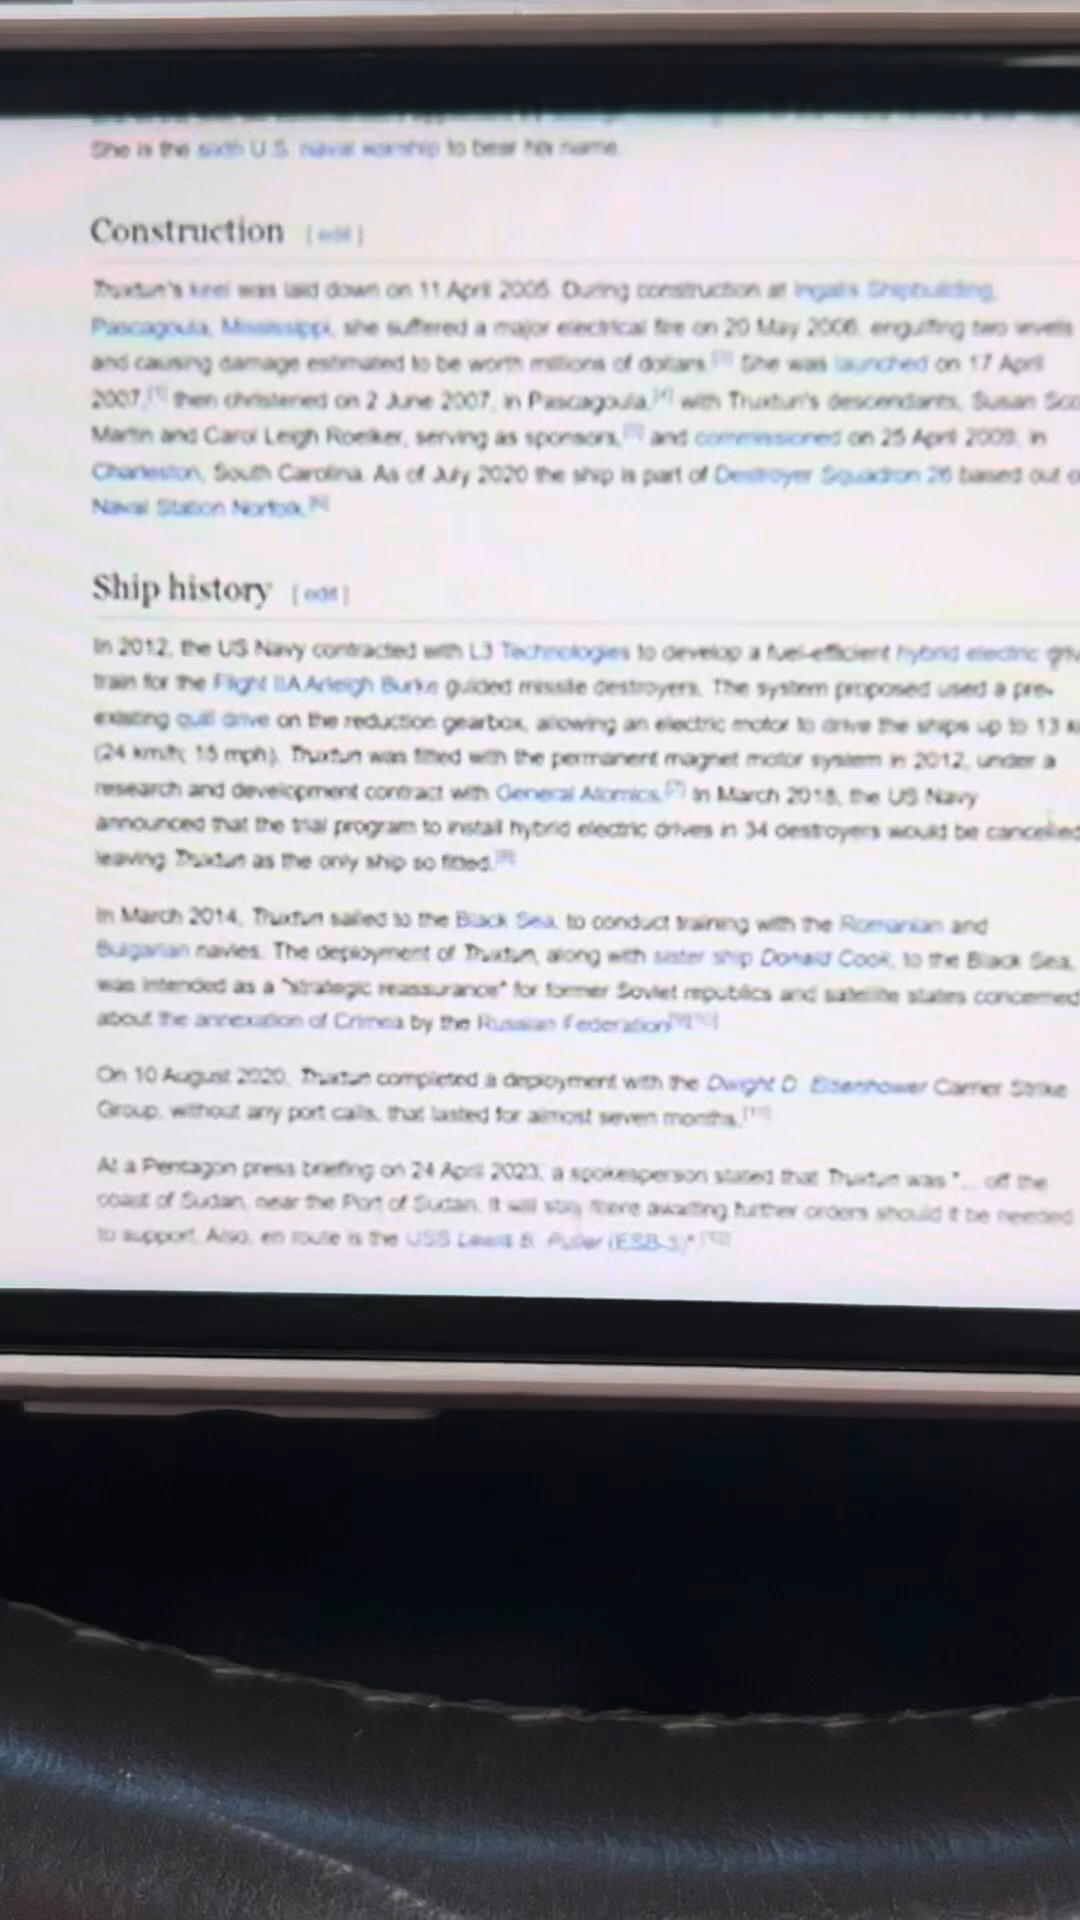 She is the sixth U.S. naval warship to bear his name.
Construction [ edit ]
Truxtun's keel was laid down on 11 April 2005. During construction at Ingalls Shipbuilding,
Pascagoula, Mississippi, she suffered a major electrical fire on 20 May 2006, engulfing two levels
and causing damage estimated to be worth millions of dollars. She was launched on 17 April
2007, then christened on 2 June 2007, in Pascagoula,[4] with Truxtun's descendants, Susan
Martin and Carol Leigh Roelker, serving as sponsors, and commissioned on 25 April 2009, in
Charleston, South Carolina. As of July 2020 the ship is part of Destroyer Squadron 26 based out
Naval Station Norfolk.
Ship history [ edit ]
In 2012, the US Navy contracted with L3 Technologies to develop a fuel-efficient hybrid electric
train for the Flight IIA Arleigh Burke guided missile destroyers. The system proposed used a pre-
existing quill drive on the reduction gearbox, allowing an electric motor to drive the ships up to 13
(24 km/h; 15 mph). Truxtun was fitted with the permanent magnet motor system in 2012, under a
research and development contract with General Atomics.[7] In March 2018, the US Navy
announced that the trial program to install hybrid electric drives in 34 destroyers would be cancelled
leaving Truxtun as the only ship so fitted.[8]
In March 2014, Truxtun sailed to the Black Sea, to conduct training with the Romanian and
Bulgarian navies. The deployment of Truxtun, along with sister ship Donald Cook, to the Black Sea,
was intended as a "strategic reassurance" for former Soviet republics and satellite states concerned
about the annexation of Crimea by the Russian Federation[9][10]
On 10 August 2020, Truxtun completed a deployment with the Dwight D. Eisenhower Carrier Strike
Group, without any port calls, that lasted for almost seven months.[11]
At a Pentagon press briefing on 24 April 2023, a spokesperson stated that Truxtun was "... off the
coast of Sudan, near the Port of Sudan. It will stay there awaiting further orders should it be needed
to support. Also, en route is the USS Lewis B. Puller (ESB-3)".[12]